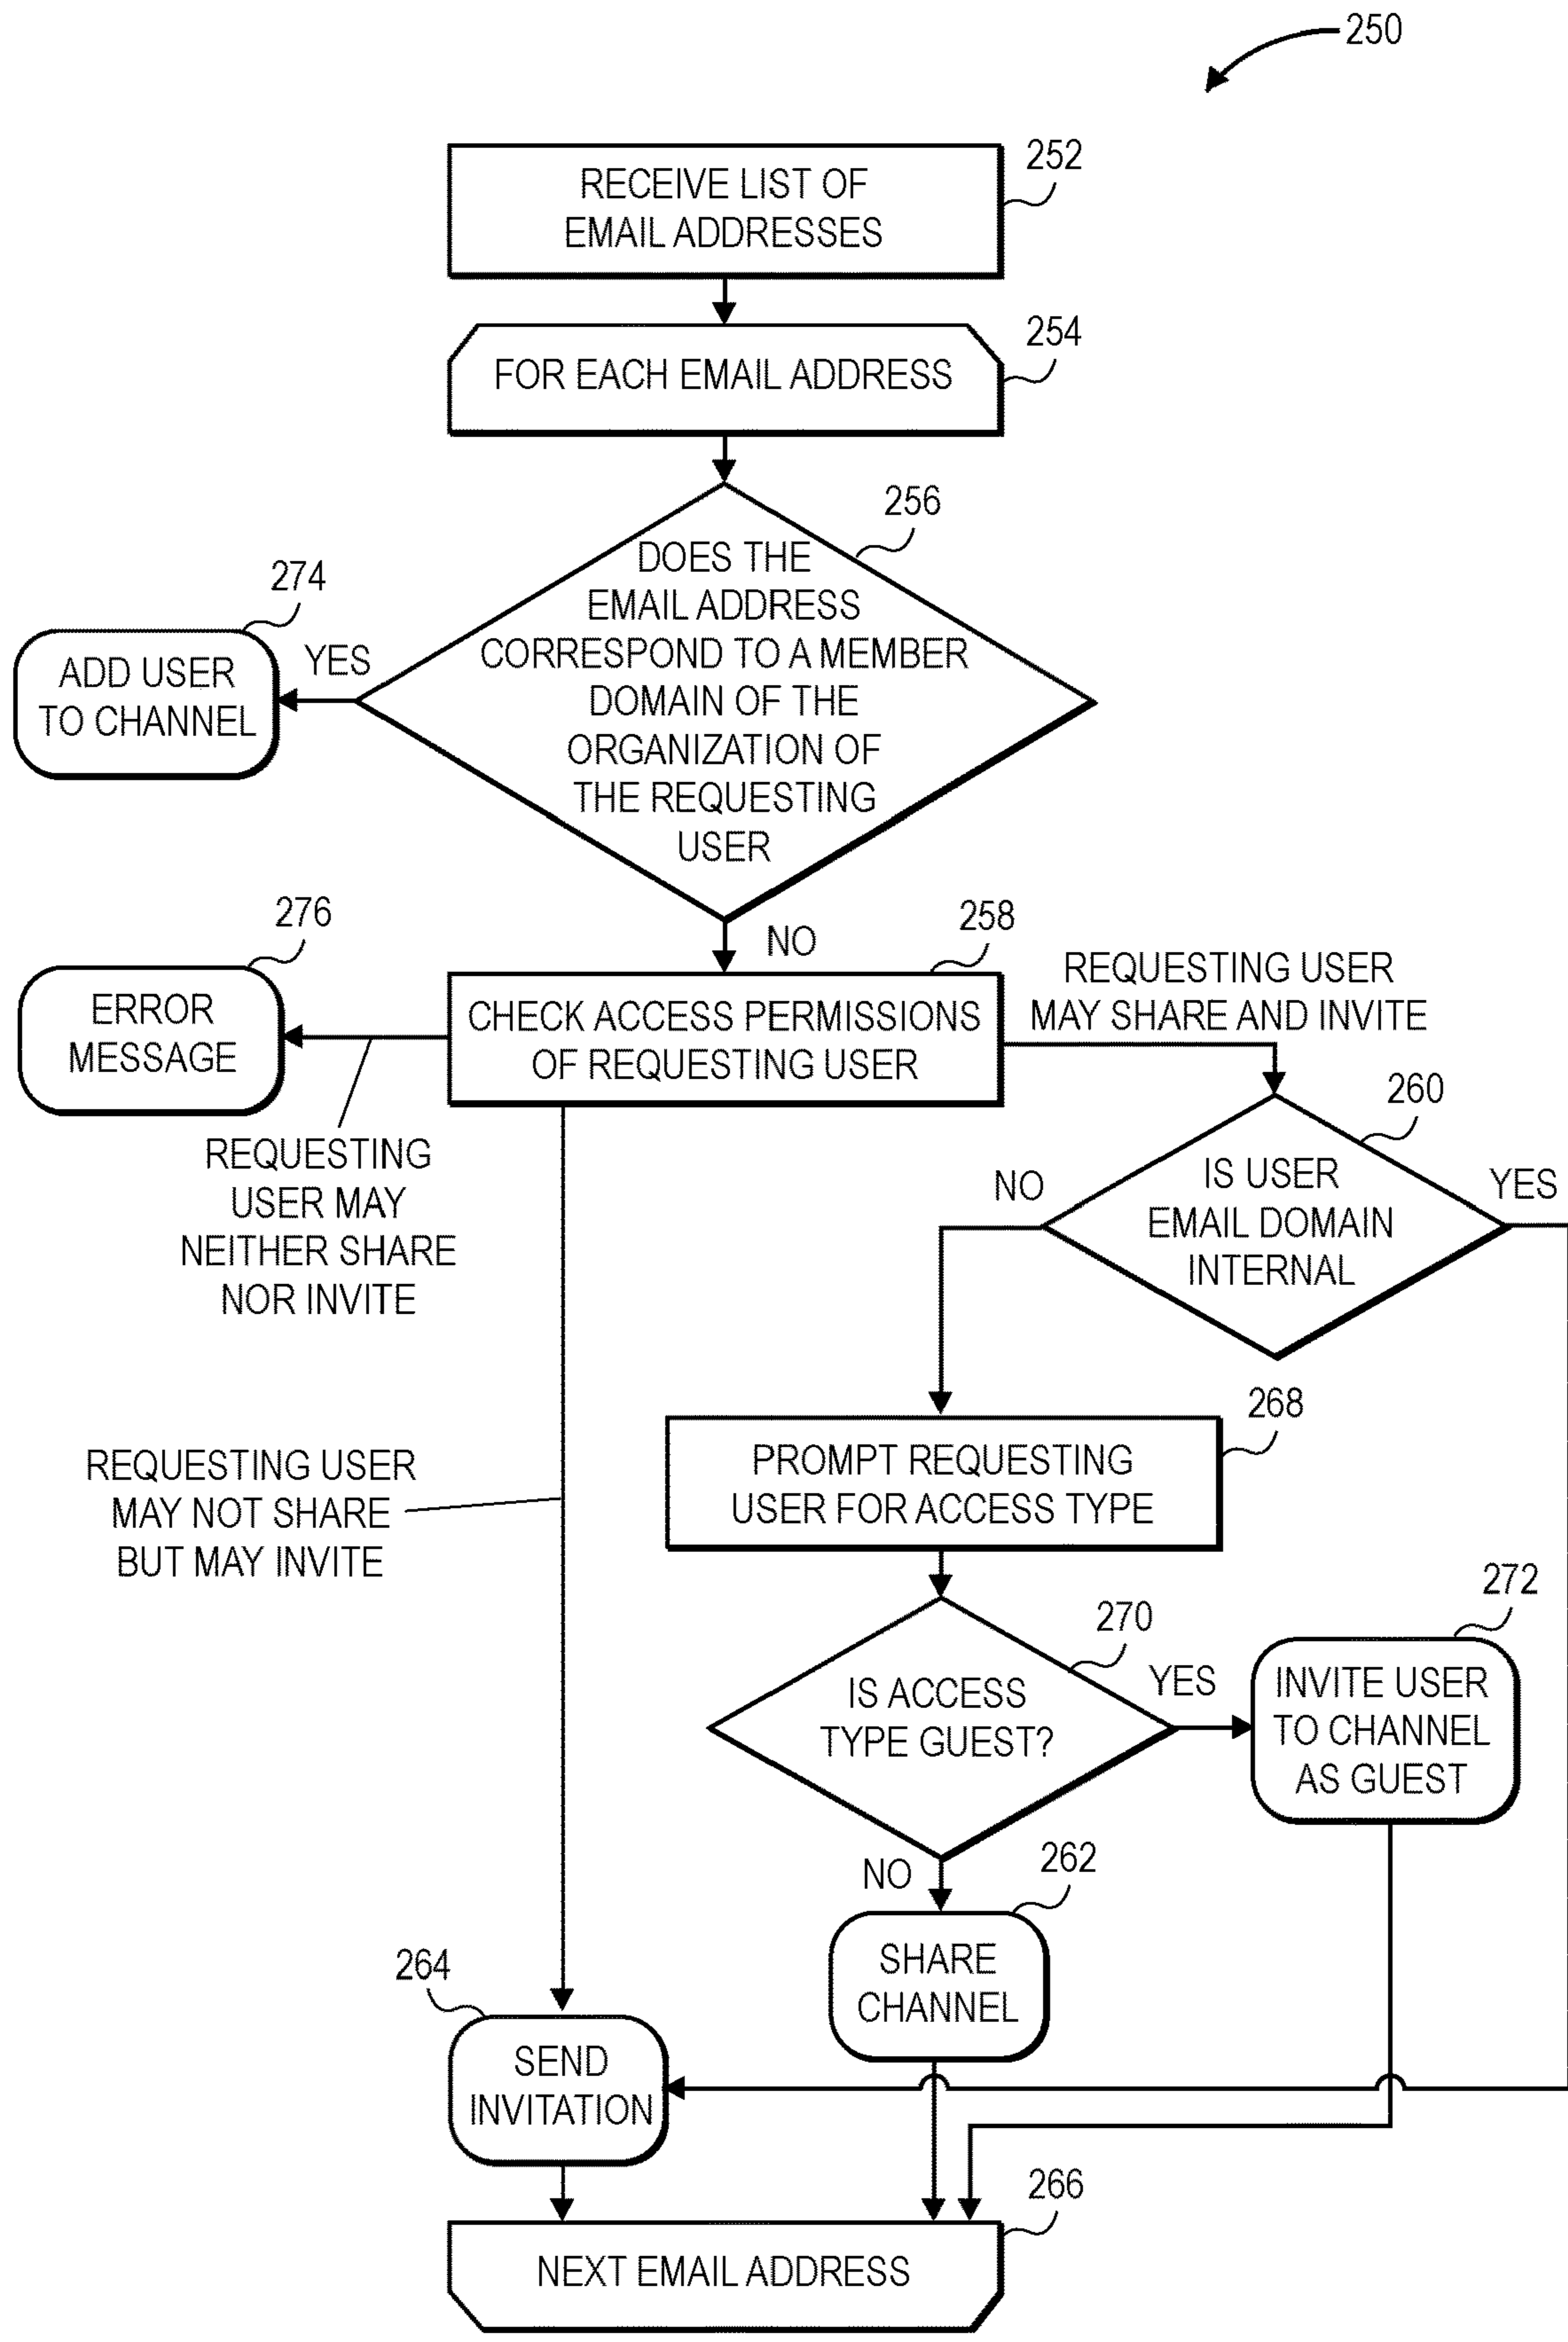 250
252
RECEIVE LIST OF
EMAIL ADDRESSES
254
FOR EACH EMAIL ADDRESS
256
DOES THE
EMAIL ADDRESS
CORRESPOND TO A MEMBER
DOMAIN OF THE
ORGANIZATION OF
THE REQUESTING
USER
274
YES
ADD USER
TO CHANNEL
NO
276
ERROR
MESSAGE
258
CHECK ACCESS PERMISSIONS
OF REQUESTING USER
REQUESTING USER
MAY SHARE AND INVITE
REQUESTING
USER MAY
NEITHER SHARE
NOR INVITE
260
NO
IS USER
EMAIL DOMAIN
INTERNAL
YES
268
PROMPT REQUESTING
USER FOR ACCESS TYPE
REQUESTING USER
MAY NOT SHARE
BUT MAY INVITE
270
IS ACCESS
TYPE GUEST?
YES
272
INVITE USER
TO CHANNEL
AS GUEST
NO
262
SHARE
CHANNEL
264
SEND
INVITATION
266
NEXT EMAIL ADDRESS